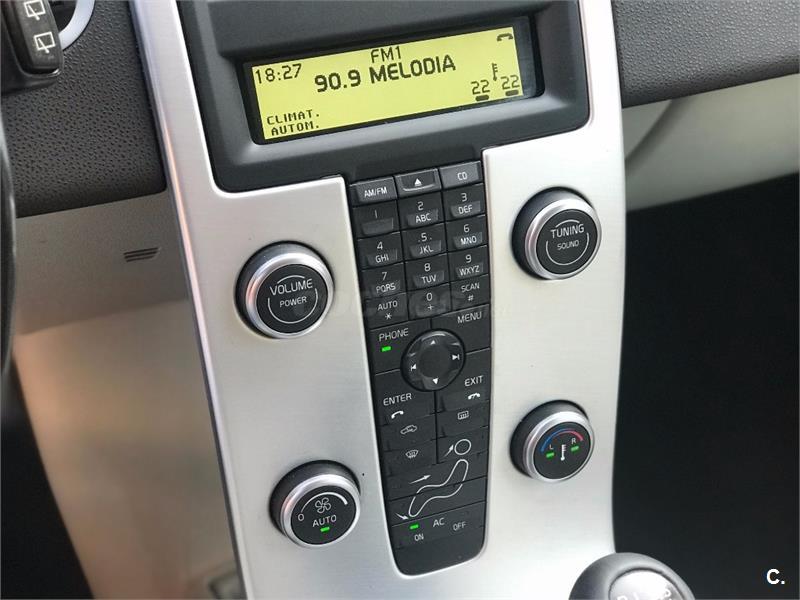 FM1
18:27
90.9 MELODIA
22 22
CLIMAT.
AUTOM.
AM/FM
CD
1
2
ABC
3
DEF
4
GHI
.5.
JKL
6
MNO
7
PQRS
8
TUV
9
WXYZ
AUTO
*
0
+
SCAN
#
PHONE
MENU
ENTER
EXIT
VOLUME
POWER
TUNING
SOUND
0
AUTO
L R
AC
ON
OFF
C.